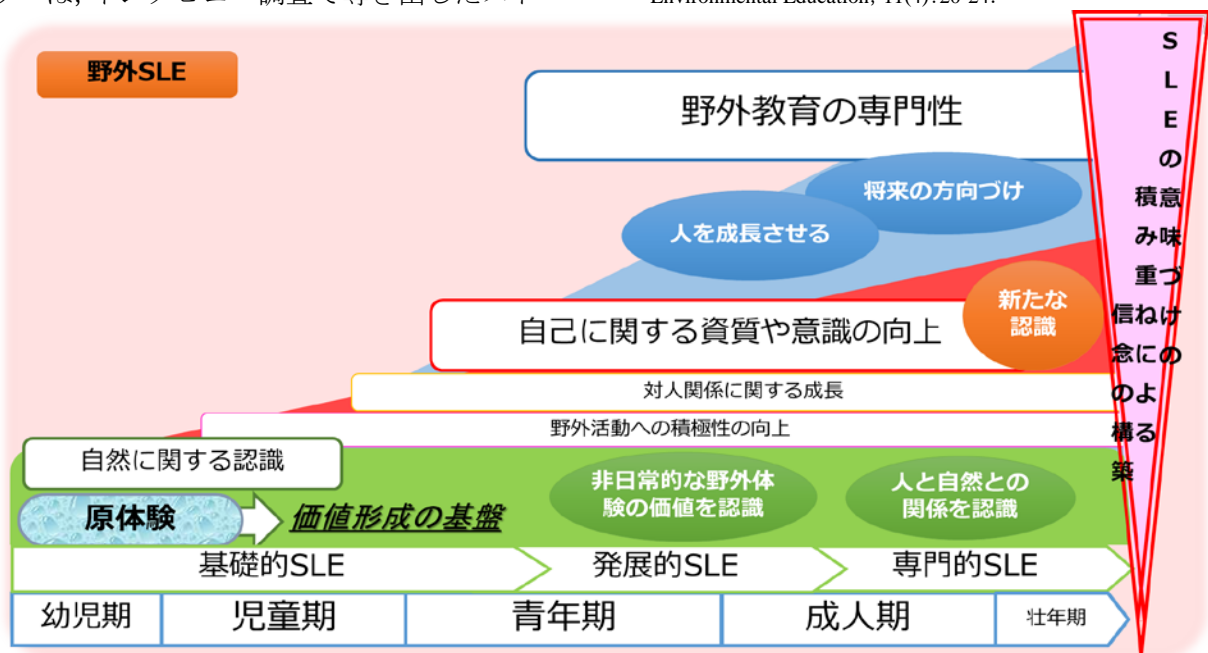 野外SLE
野外教育の専門性
将来の方向づけ
人を成長させる
新たな
認識
自己に関する資質や意識の向上
対人関係に関する成長
野外活動への積極性の向上
自然に関する認識
原体験
価値形成の基盤
非日常的な野外体
験の価値を認識
人と自然との
関係を認識
基礎的SLE
発展的SLE
専門的SLE
幼児期
児童期
青年期
成人期
壮年期
SLEの意味づけの
積み重ねによる
信念の構築